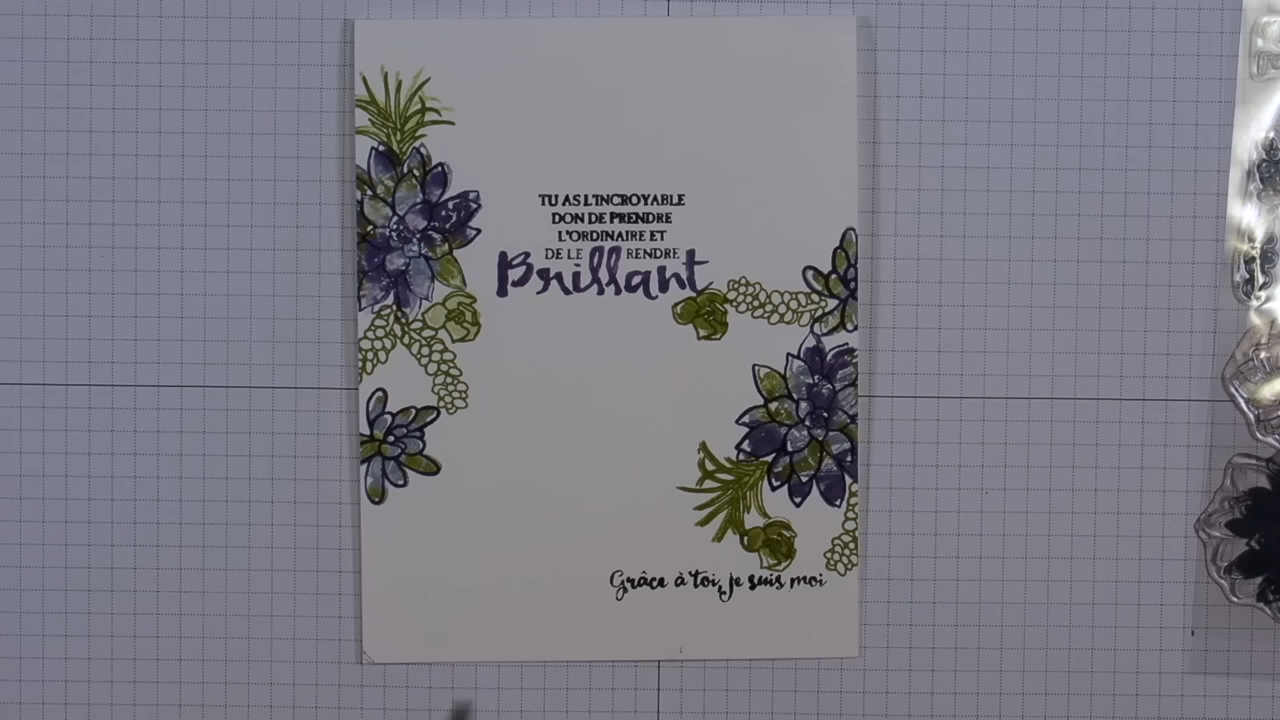 TU AS L'INCROYABLE
DON DE PRENDRE
L'ORDINAIRE ET
DE LE RENDRE
Brillant
Grâce à toi, je suis moi